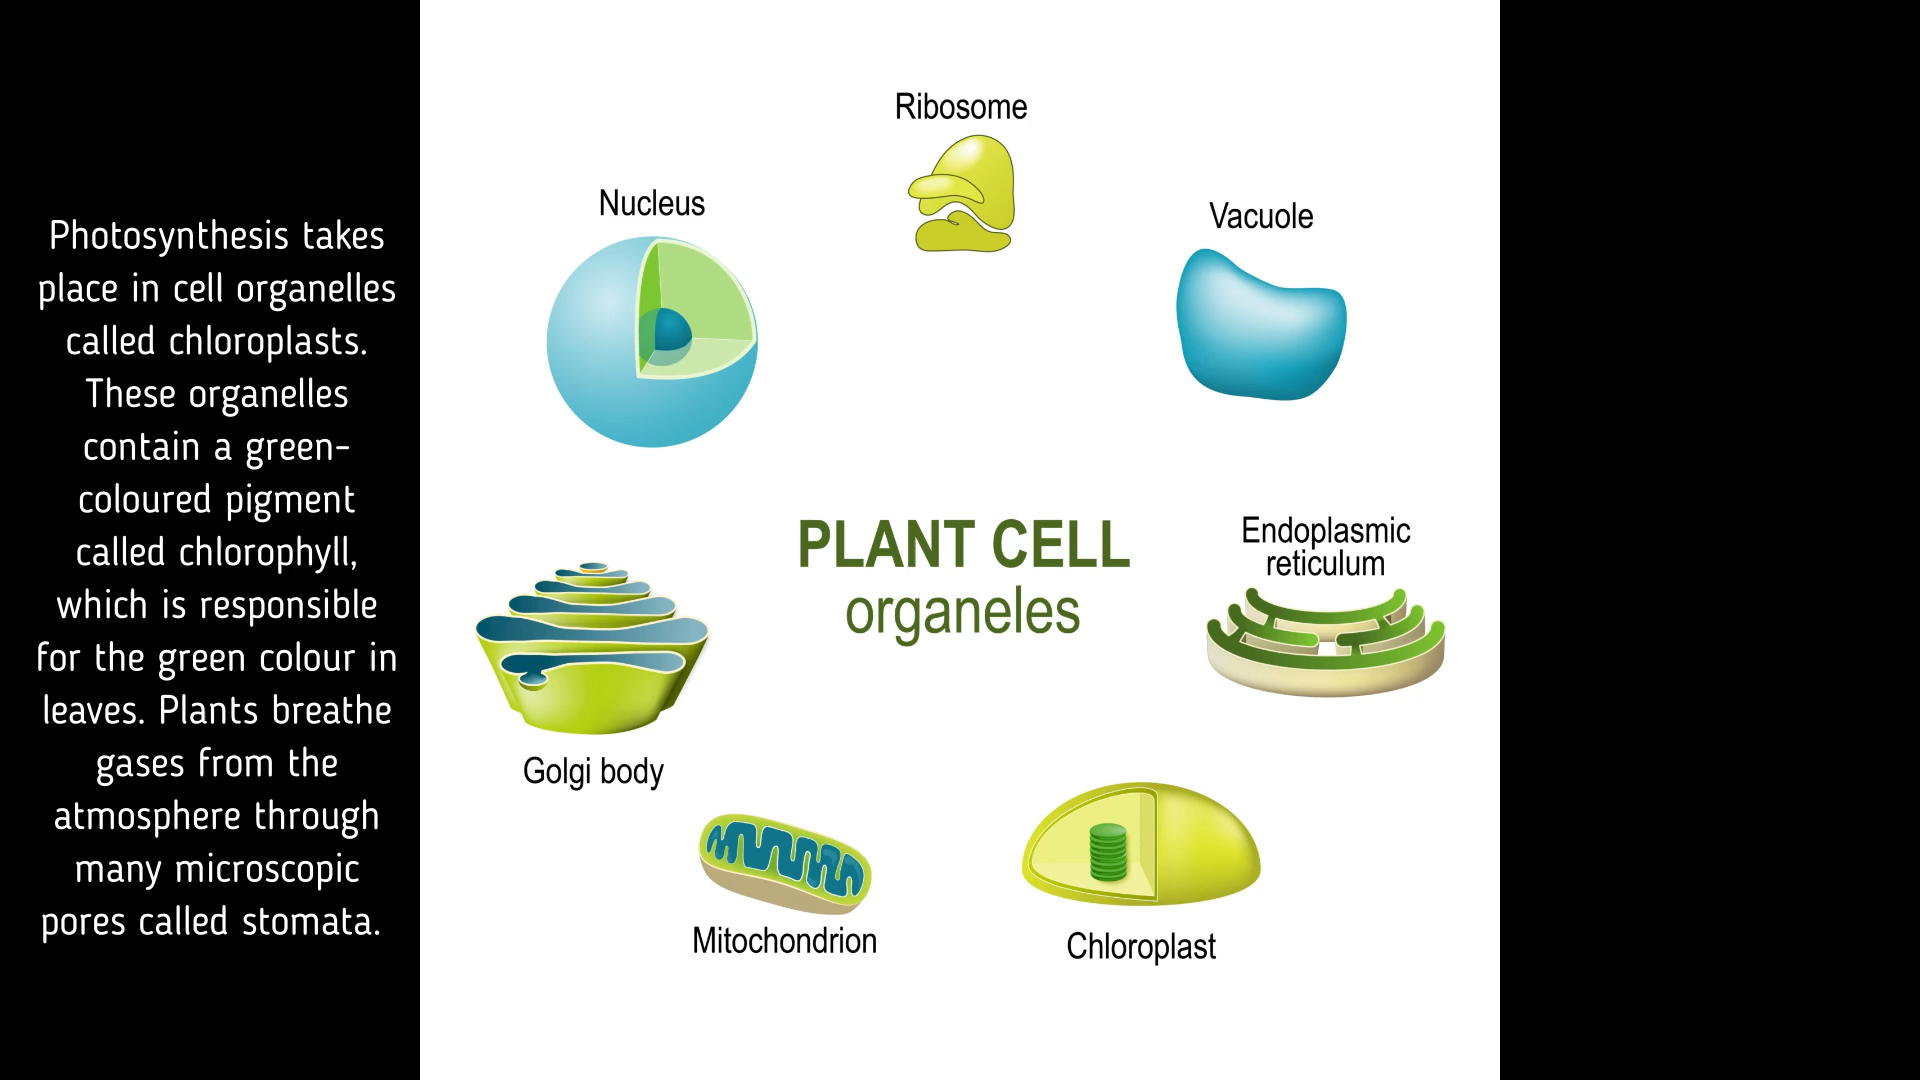 Photosynthesis takes
place in cell organelles
called chloroplasts.
These organelles
contain a green-
coloured pigment
called chlorophyll,
which is responsible
for the green colour in
leaves. Plants breathe
gases from the
atmosphere through
many microscopic
pores called stomata.
Ribosome
Nucleus
Vacuole
PLANT CELL
organeles
Endoplasmic
reticulum
Golgi body
Mitochondrion
Chloroplast